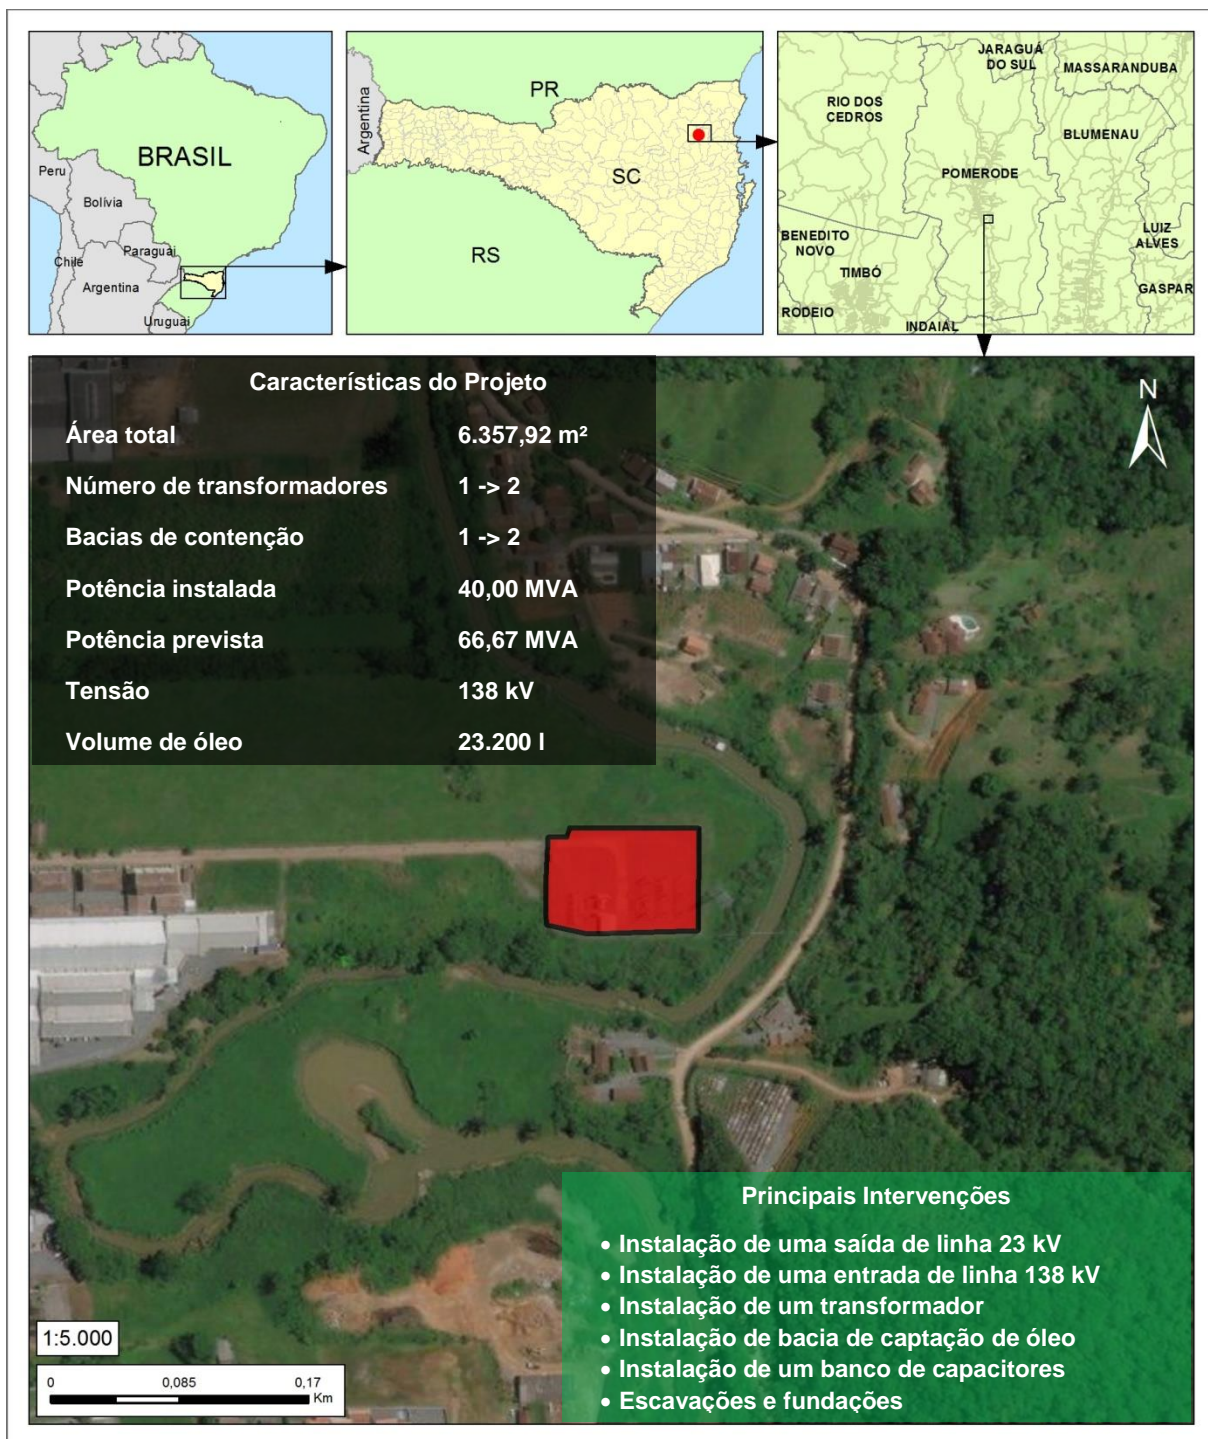 BRASIL
Peru
Bolívia
Paraguai
Chile
Argentina
Uruguai
PR
Argentina
SC
RS
JARAGUÁ
DO SUL
MASSARANDUBA
RIO DOS
CEDROS
BLUMENAU
POMERODE
BENEDITO
NOVO
LUIZ
ALVES
TIMBÓ
GASPAR
RODEIO
INDAIAL
Características do Projeto
Área total 6.357,92 m²
Número de transformadores 1 -> 2
Bacias de contenção 1 -> 2
Potência instalada 40,00 MVA
Potência prevista 66,67 MVA
Tensão 138 kV
Volume de óleo 23.200 l
N
Principais Intervenções
• Instalação de uma saída de linha 23 kV
• Instalação de uma entrada de linha 138 kV
• Instalação de um transformador
• Instalação de bacia de captação de óleo
• Instalação de um banco de capacitores
• Escavações e fundações
1:5.000
0 0,085 0,17
Km